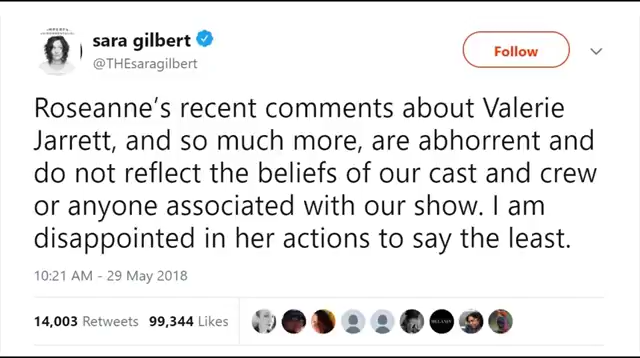 sara gilbert
@THEsaragilbert
Follow
Roseanne's recent comments about Valerie
Jarrett, and so much more, are abhorrent and
do not reflect the beliefs of our cast and crew
or anyone associated with our show. I am
disappointed in her actions to say the least.
10:21 AM - 29 May 2018
14,003 Retweets 99,344 Likes